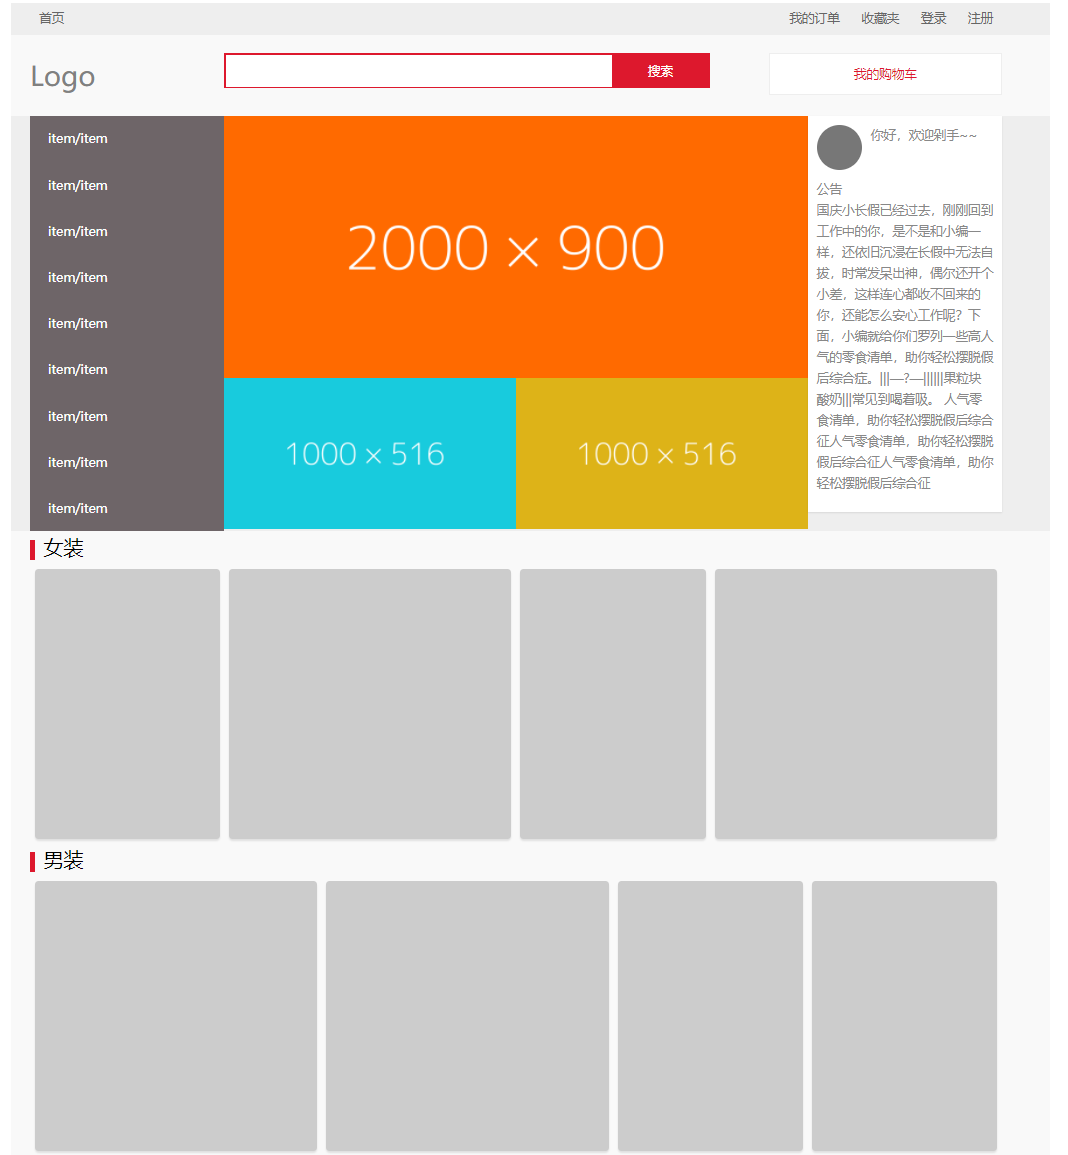 首页
我的订单 收藏夹 登录 注册
Logo
搜索
我的购物车
item/item
item/item
item/item
item/item
item/item
item/item
item/item
item/item
item/item
2000 × 900
1000 × 516
1000 × 516
你好，欢迎剁手~~
公告
国庆小长假已经过去，刚刚回到
工作中的你，是不是和小编一
样，还依旧沉浸在长假中无法自
拔，时常发呆出神，偶尔还开个
小差，这样连心都收不回来的
你，还能怎么安心工作呢？下
面，小编就给你们罗列一些高人
气的零食清单，助你轻松摆脱假
后综合症。|||—?—||||||果粒块
酸奶|||常见到喝着吸。 人气零
食清单，助你轻松摆脱假后综合
征人气零食清单，助你轻松摆脱
假后综合征人气零食清单，助你
轻松摆脱假后综合征
女装
男装